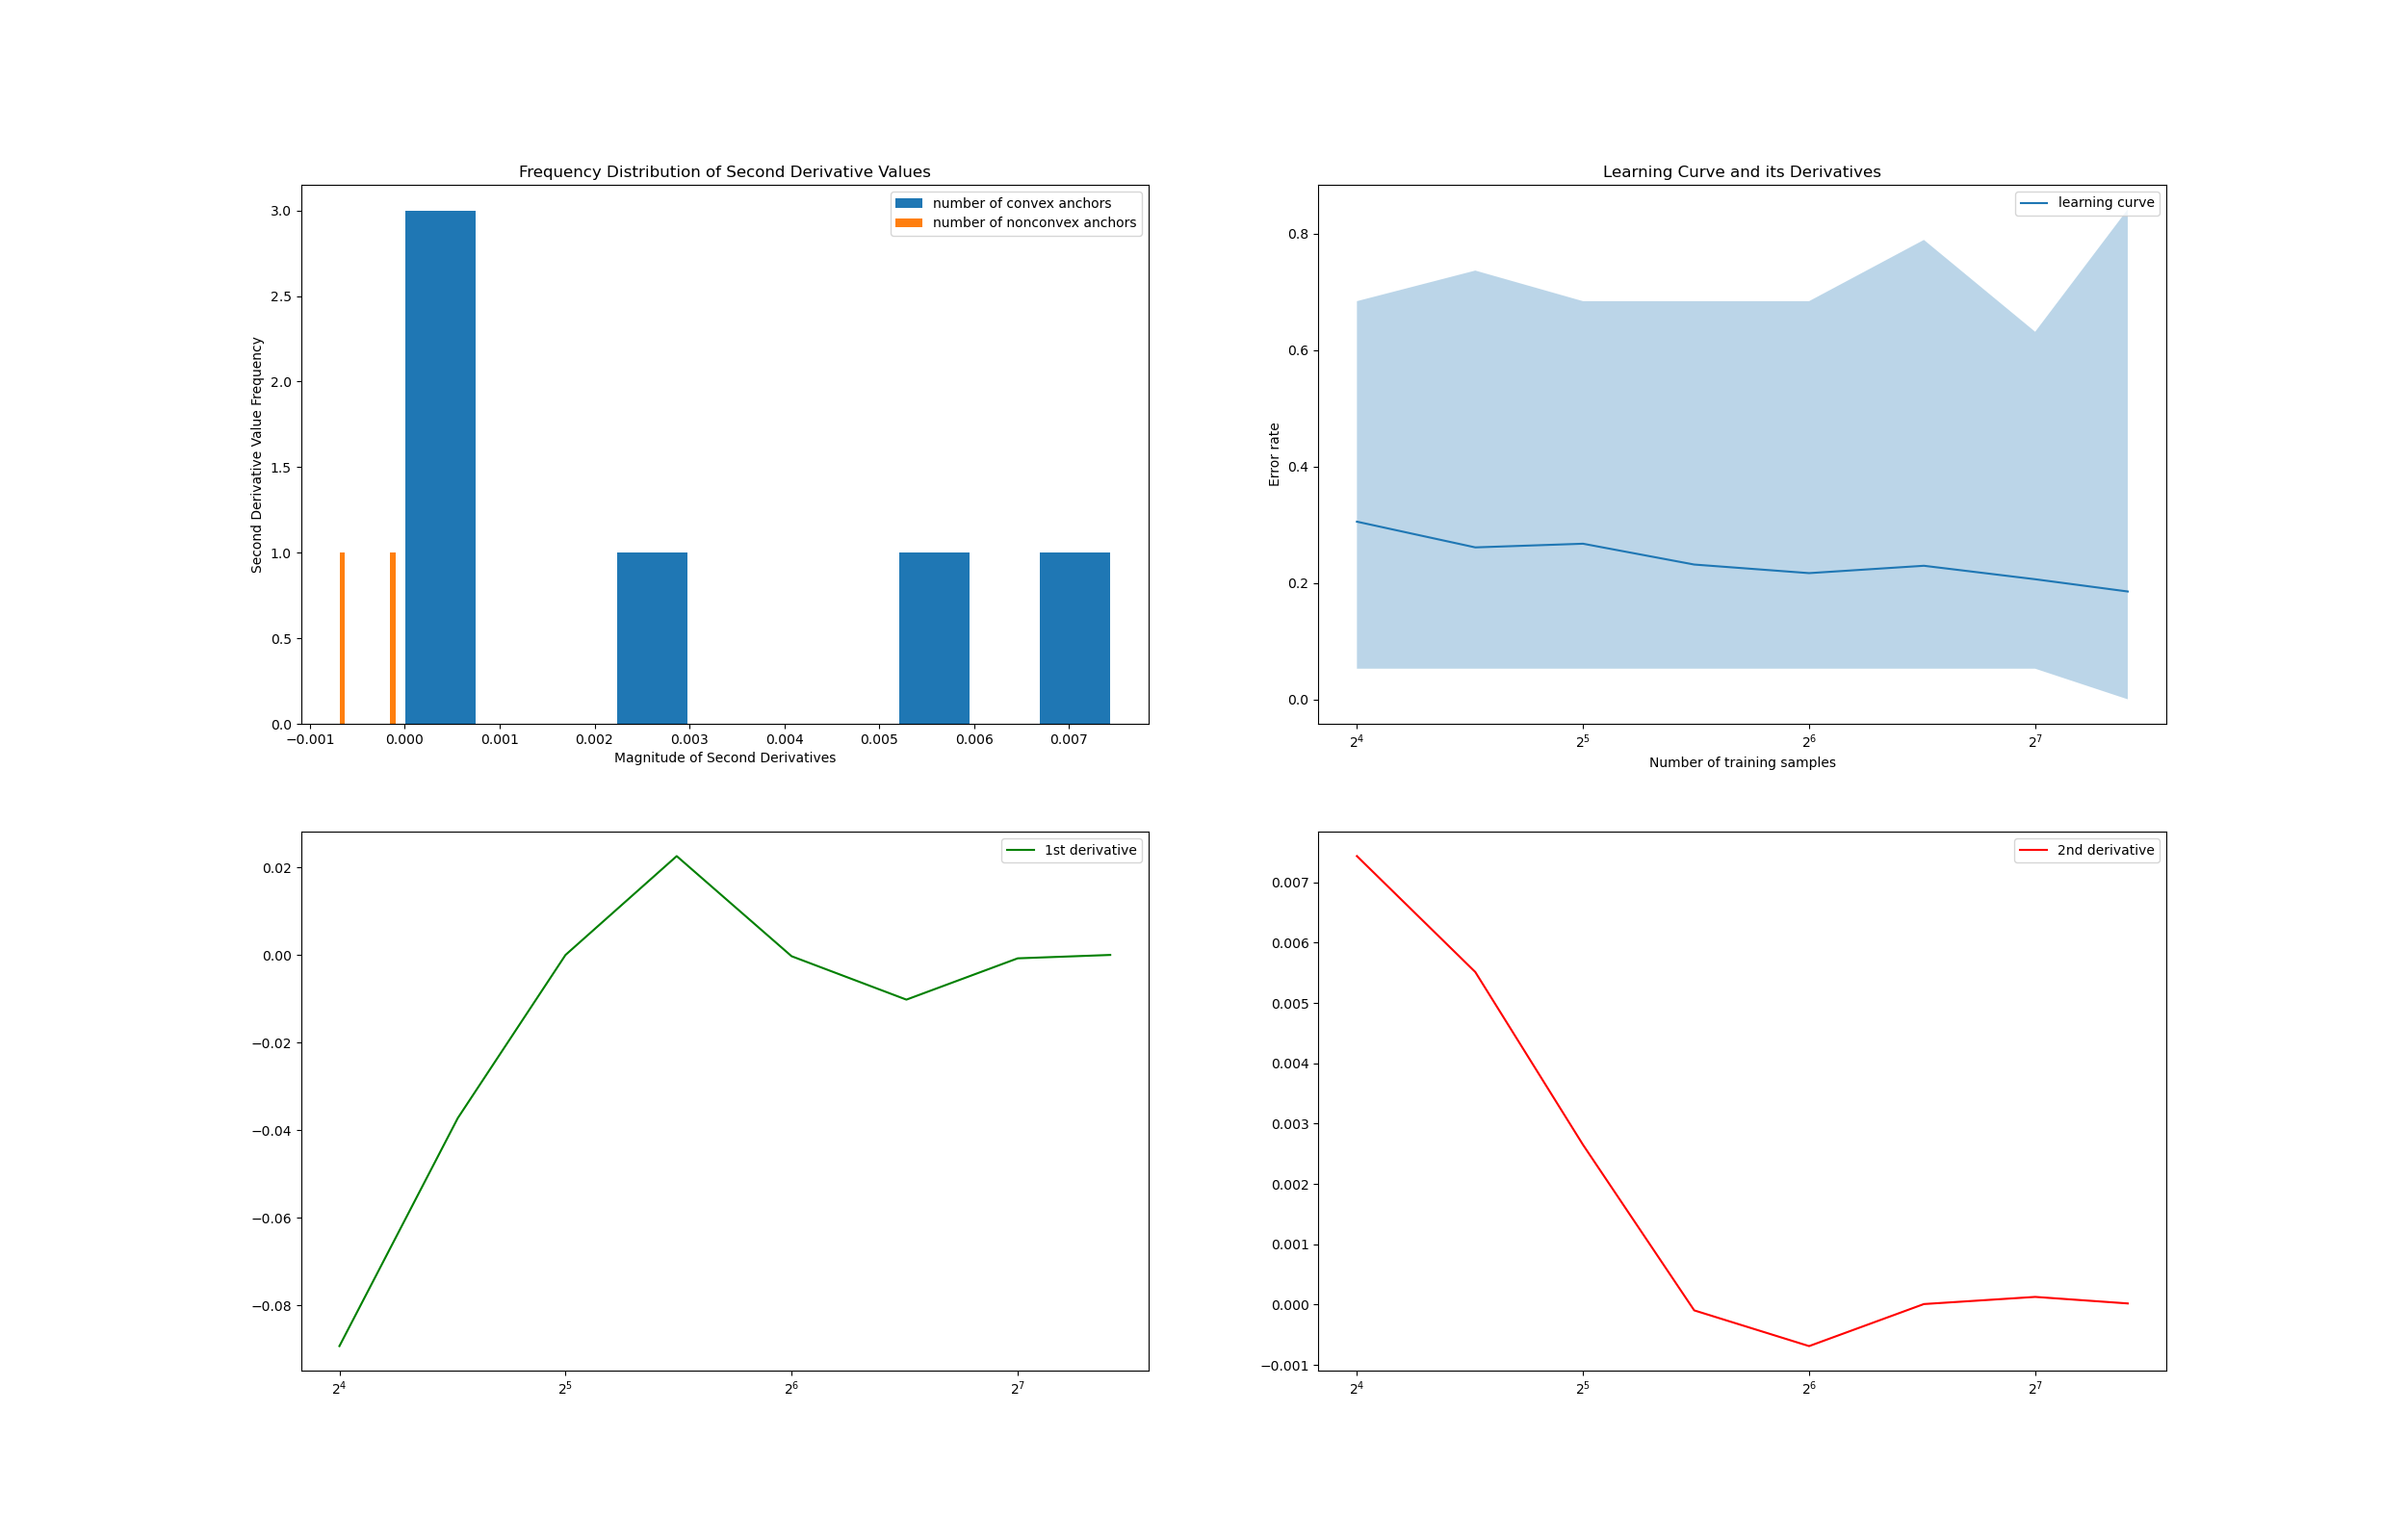 Frequency Distribution of Second Derivative Values
number of convex anchors
number of nonconvex anchors
3.0
2.5
2.0
1.5
1.0
0.5
0.0
Second Derivative Value Frequency
−0.001 0.000 0.001 0.002 0.003 0.004 0.005 0.006 0.007
Magnitude of Second Derivatives
Learning Curve and its Derivatives
learning curve
0.8
0.6
0.4
0.2
0.0
Error rate
2⁴ 2⁵ 2⁶ 2⁷
Number of training samples
1st derivative
0.02
0.00
−0.02
−0.04
−0.06
−0.08
2⁴ 2⁵ 2⁶ 2⁷
2nd derivative
0.007
0.006
0.005
0.004
0.003
0.002
0.001
0.000
−0.001
2⁴ 2⁵ 2⁶ 2⁷